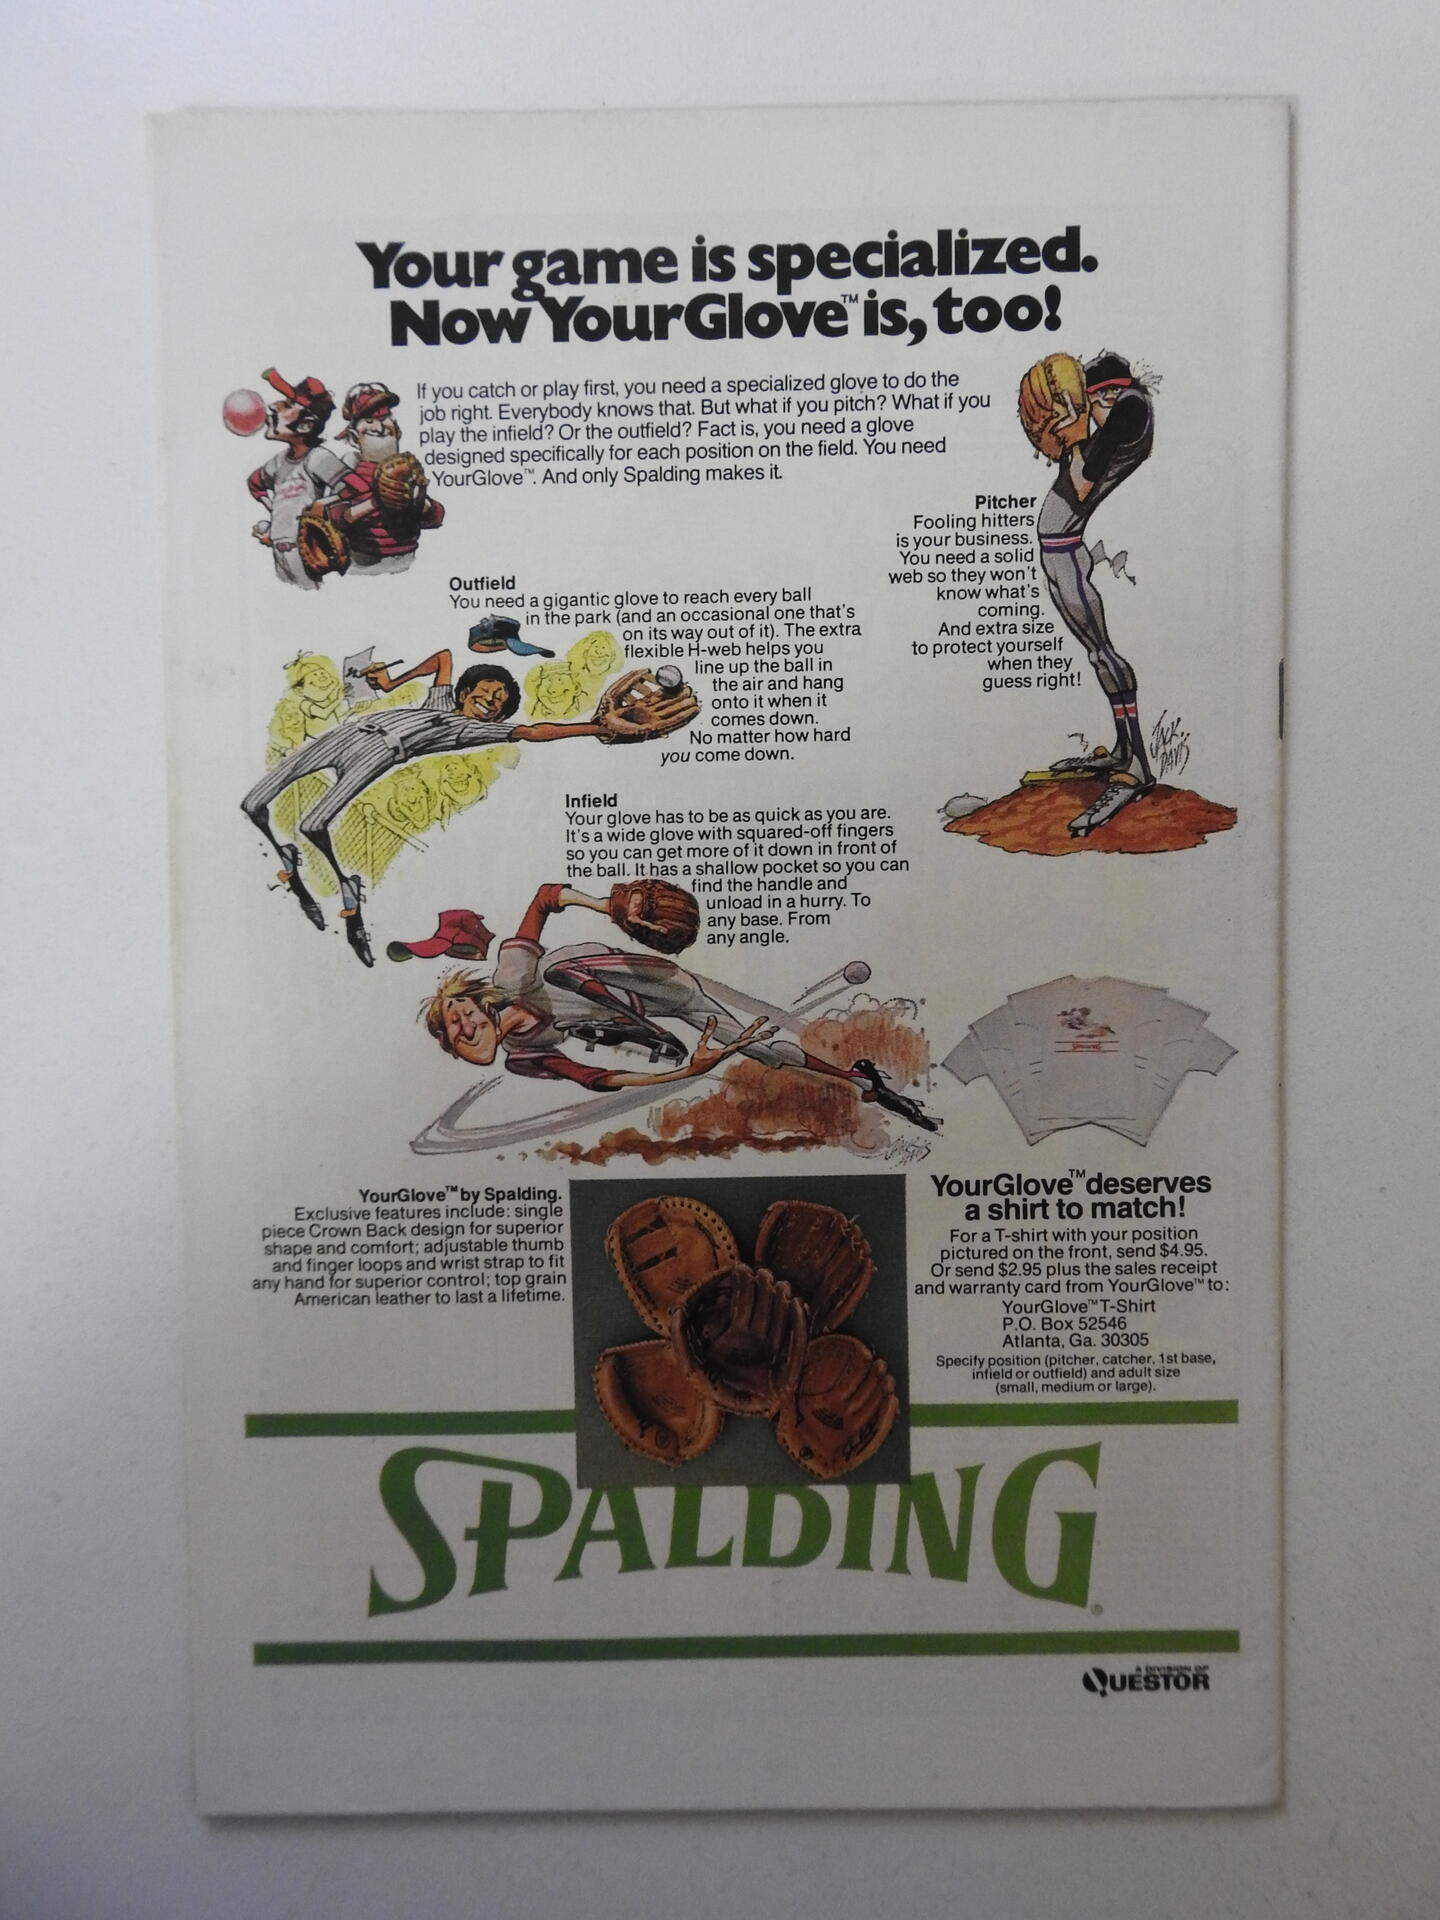 Your game is specialized.
Now YourGlove™ is, too!
If you catch or play first, you need a specialized glove to do the
job right. Everybody knows that. But what if you pitch? What if you
play the infield? Or the outfield? Fact is, you need a glove
designed specifically for each position on the field. You need
YourGlove™. And only Spalding makes it.
Pitcher
Fooling hitters
is your business.
You need a solid
web so they won't
know what's
coming.
And extra size
to protect yourself
when they
guess right!
JACK DAVIS
Outfield
You need a gigantic glove to reach every ball
in the park (and an occasional one that's
on its way out of it). The extra
flexible H-web helps you
line up the ball in
the air and hang
onto it when it
comes down.
No matter how hard
you come down.
Infield
Your glove has to be as quick as you are.
It's a wide glove with squared-off fingers
so you can get more of it down in front of
the ball. It has a shallow pocket so you can
find the handle and
unload in a hurry. To
any base. From
any angle.
YourGlove™ by Spalding.
Exclusive features include: single
piece Crown Back design for superior
shape and comfort; adjustable thumb
and finger loops and wrist strap to fit
any hand for superior control; top grain
American leather to last a lifetime.
YourGlove™ deserves
a shirt to match!
For a T-shirt with your position
pictured on the front, send $4.95.
Or send $2.95 plus the sales receipt
and warranty card from YourGlove™ to:
YourGlove™ T-Shirt
P.O. Box 52546
Atlanta, Ga. 30305
Specify position (pitcher, catcher, 1st base,
infield or outfield) and adult size
(small, medium or large).
SPALDING®
A DIVISION OF
QUESTOR